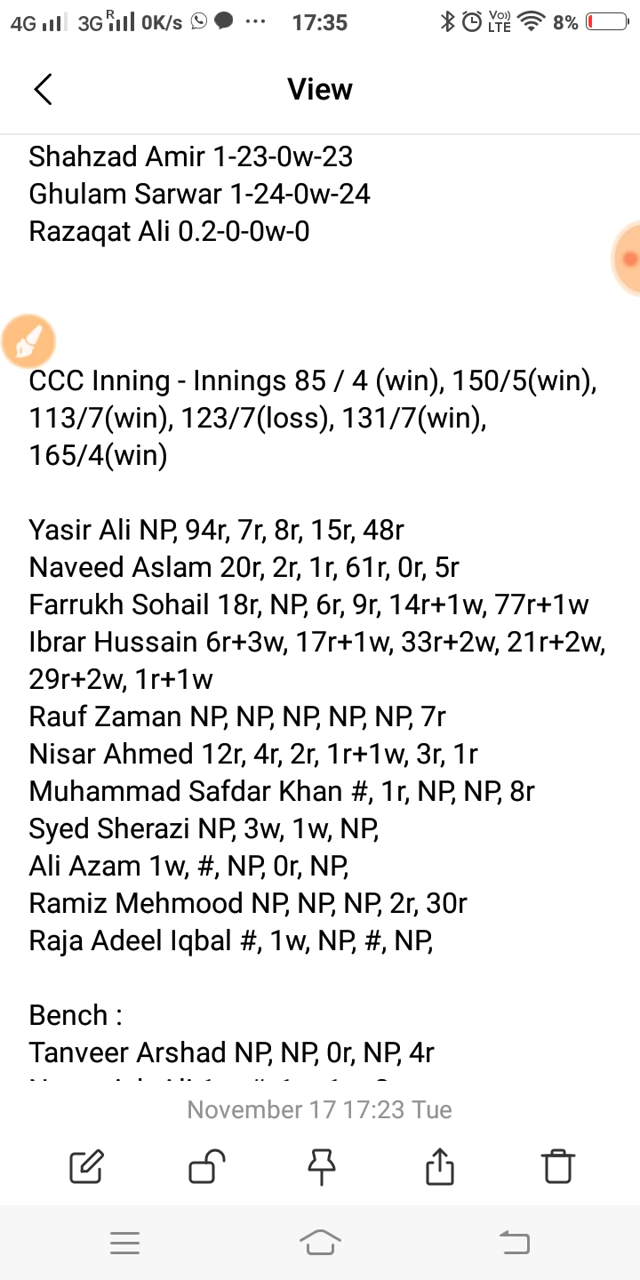 4G 3G R 0K/s ... 17:35 Vo)) LTE 8%
View
Shahzad Amir 1-23-0w-23
Ghulam Sarwar 1-24-0w-24
Razaqat Ali 0.2-0-0w-0
CCC Inning - Innings 85 / 4 (win), 150/5(win),
113/7(win), 123/7(loss), 131/7(win),
165/4(win)
Yasir Ali NP, 94r, 7r, 8r, 15r, 48r
Naveed Aslam 20r, 2r, 1r, 61r, 0r, 5r
Farrukh Sohail 18r, NP, 6r, 9r, 14r+1w, 77r+1w
Ibrar Hussain 6r+3w, 17r+1w, 33r+2w, 21r+2w,
29r+2w, 1r+1w
Rauf Zaman NP, NP, NP, NP, NP, 7r
Nisar Ahmed 12r, 4r, 2r, 1r+1w, 3r, 1r
Muhammad Safdar Khan #, 1r, NP, NP, 8r
Syed Sherazi NP, 3w, 1w, NP,
Ali Azam 1w, #, NP, 0r, NP,
Ramiz Mehmood NP, NP, NP, 2r, 30r
Raja Adeel Iqbal #, 1w, NP, #, NP,
Bench :
Tanveer Arshad NP, NP, 0r, NP, 4r
November 17 17:23 Tue